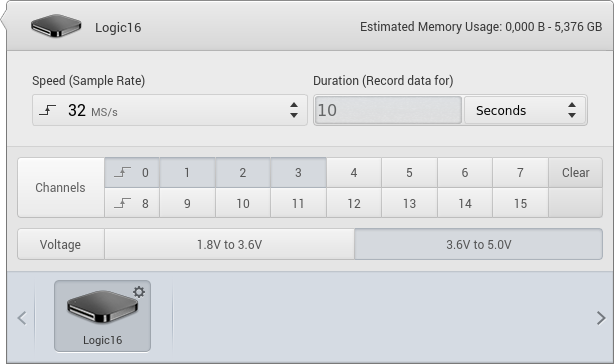 Logic16
Estimated Memory Usage: 0,000 B - 5,376 GB
Speed (Sample Rate)
Duration (Record data for)
32 MS/s
10
Seconds
Channels
0 1 2 3 4 5 6 7 Clear
8 9 10 11 12 13 14 15
Voltage
1.8V to 3.6V
3.6V to 5.0V
Logic16